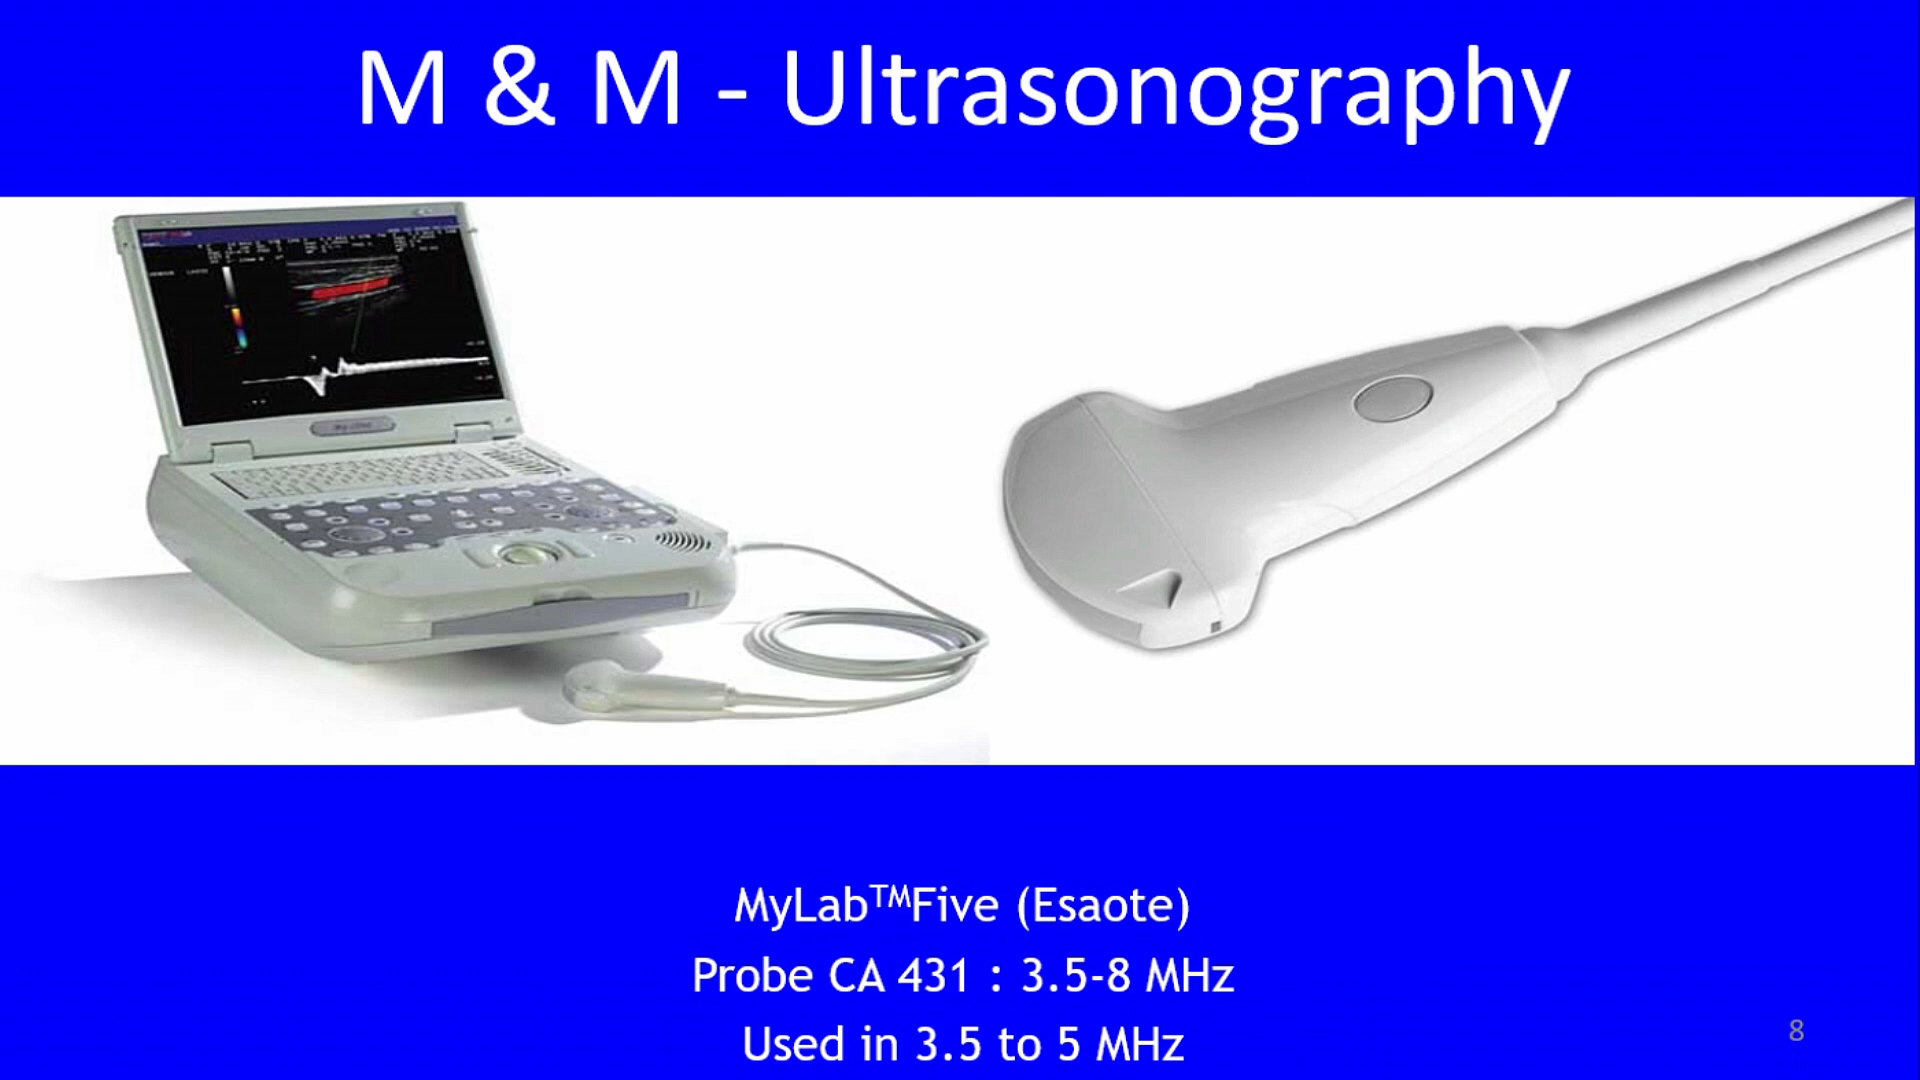 M & M - Ultrasonography
MyLab™Five (Esaote)
Probe CA 431 : 3.5-8 MHz
Used in 3.5 to 5 MHz
8